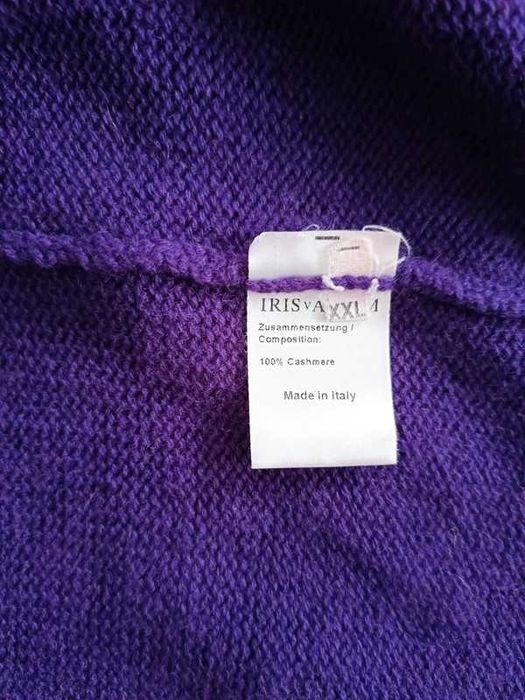 IRIS v A
XXL
Zusammensetzung /
Composition:
100% Cashmere
Made in Italy